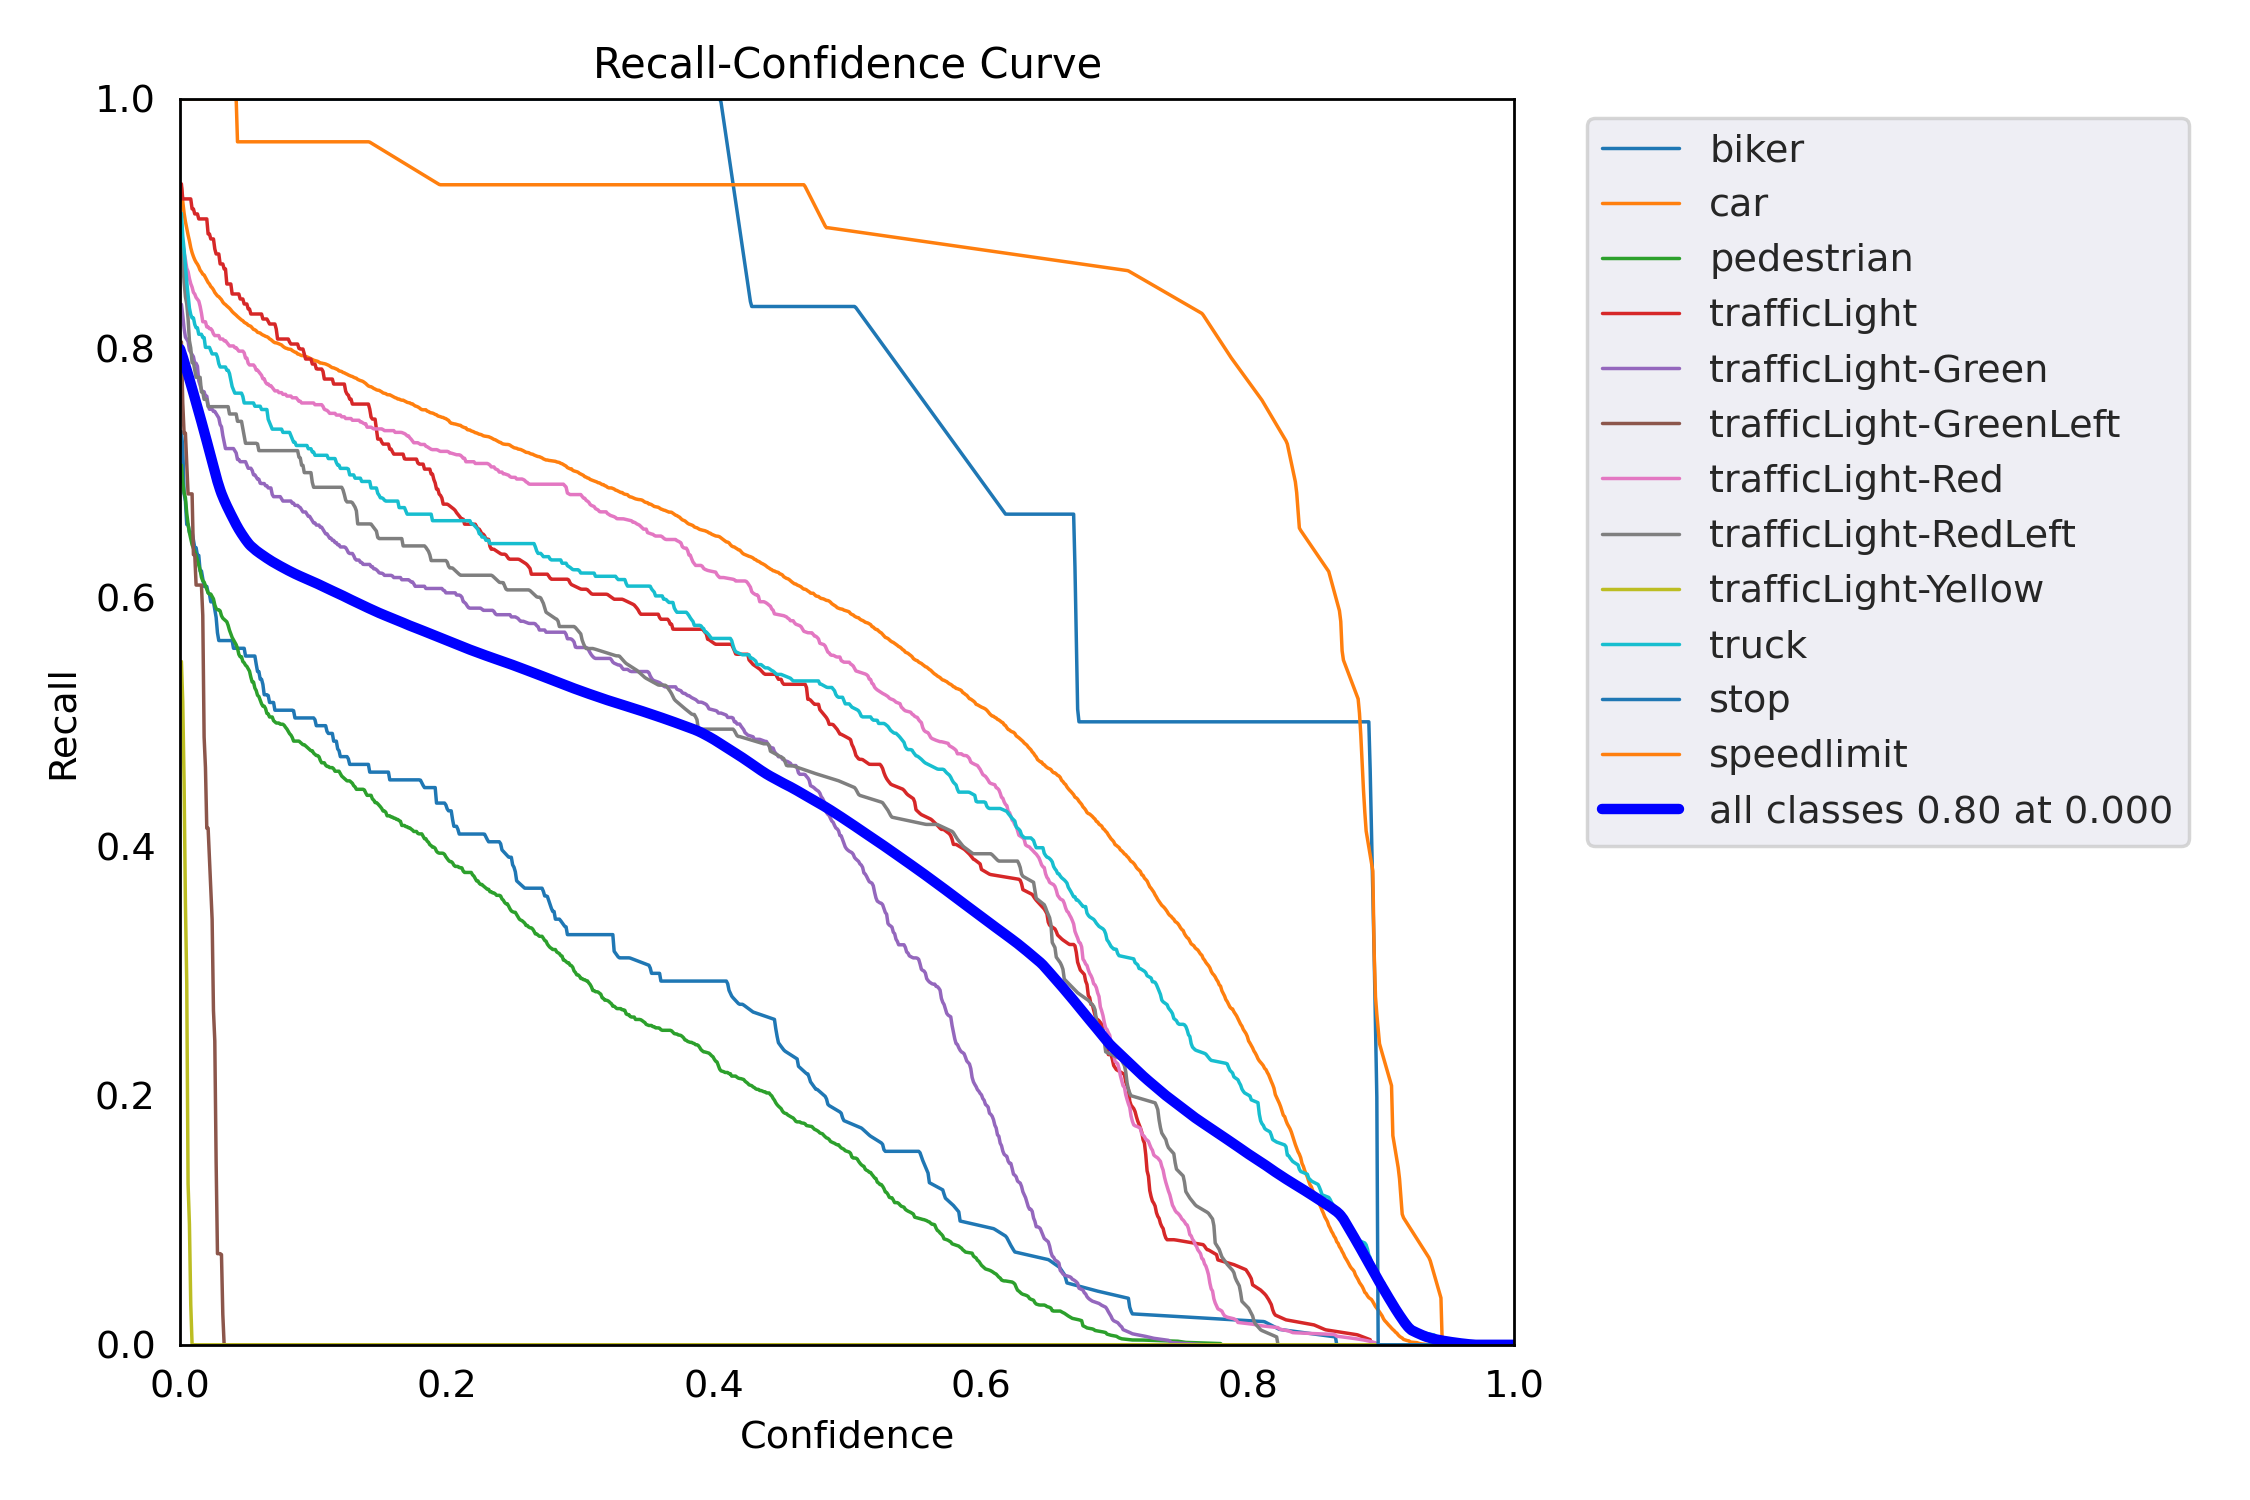 Recall-Confidence Curve
1.0
0.8
0.6
0.4
0.2
0.0
Recall
0.0 0.2 0.4 0.6 0.8 1.0
Confidence
biker
car
pedestrian
trafficLight
trafficLight-Green
trafficLight-GreenLeft
trafficLight-Red
trafficLight-RedLeft
trafficLight-Yellow
truck
stop
speedlimit
all classes 0.80 at 0.000